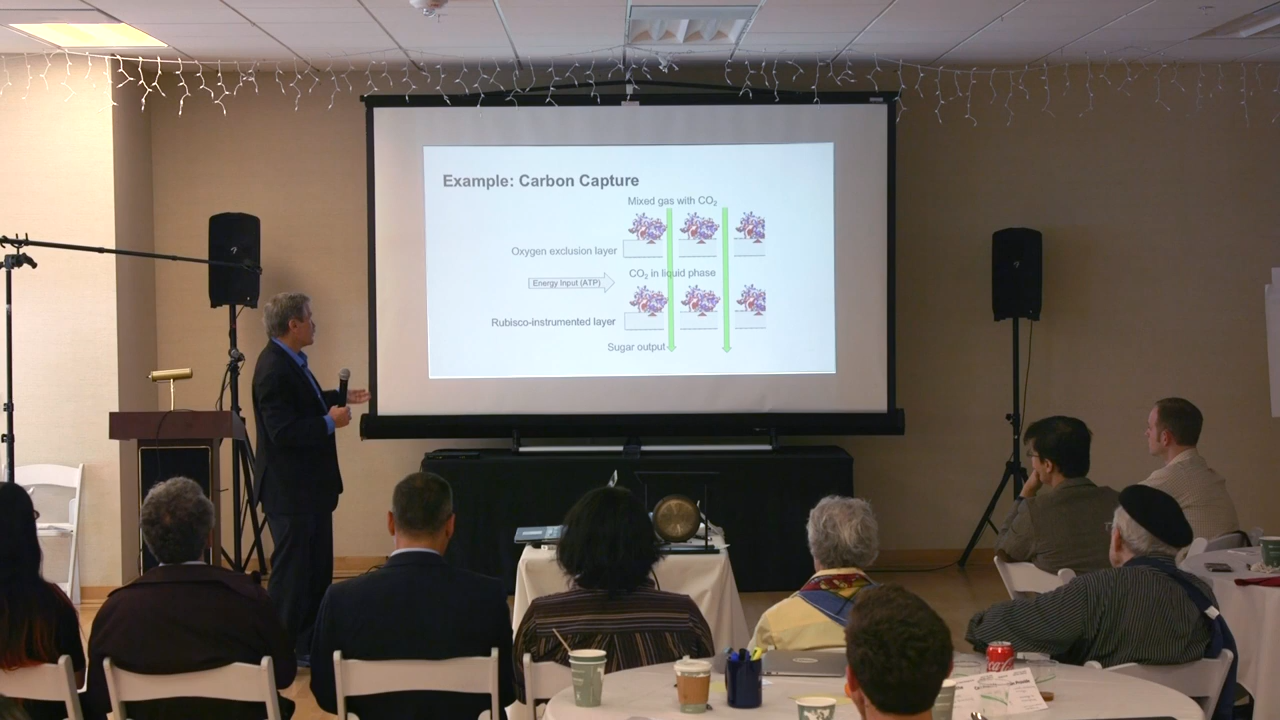 Example: Carbon Capture
Mixed gas with CO₂
Oxygen exclusion layer
CO₂ in liquid phase
Energy Input (ATP)
Rubisco-instrumented layer
Sugar output